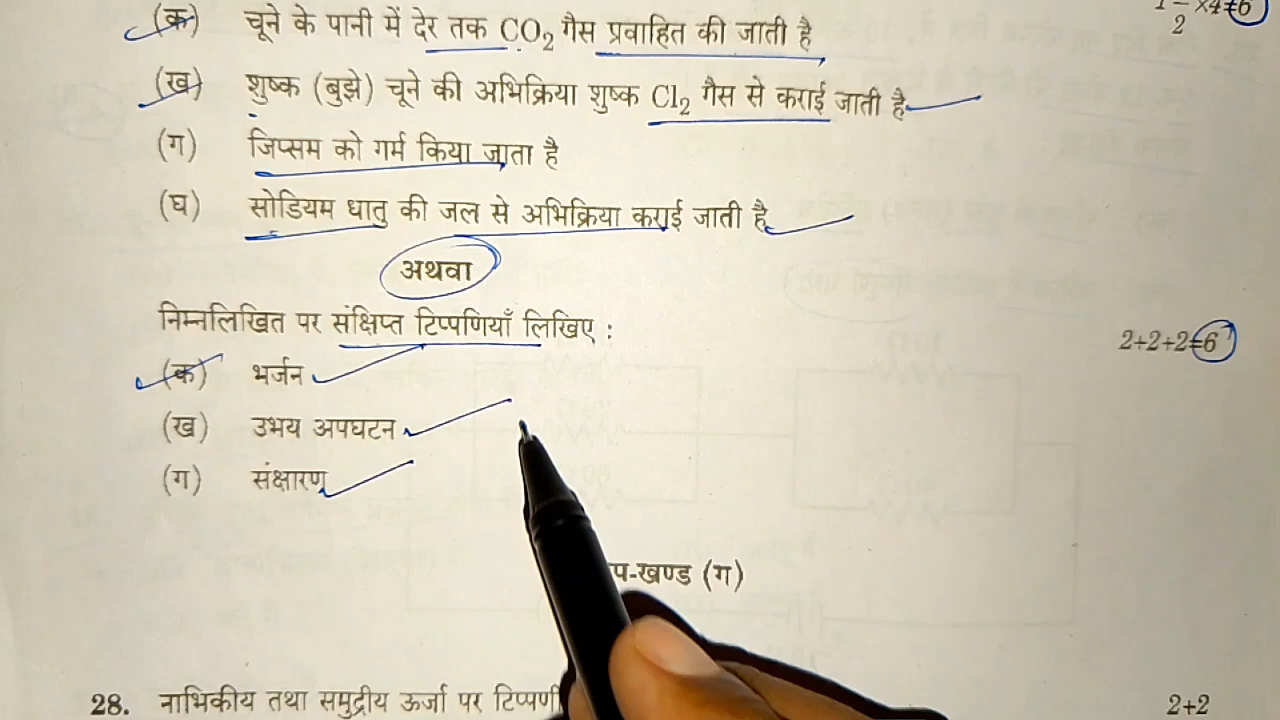 (क) चूने के पानी में देर तक CO₂ गैस प्रवाहित की जाती है
(ख) शुष्क (बुझे) चूने की अभिक्रिया शुष्क Cl₂ गैस से कराई जाती है
(ग) जिप्सम को गर्म किया जाता है
(घ) सोडियम धातु की जल से अभिक्रिया कराई जाती है
अथवा
निम्नलिखित पर संक्षिप्त टिप्पणियाँ लिखिए : 2+2+2=6
(क) भर्जन
(ख) उभय अपघटन
(ग) संक्षारण
प-खण्ड (ग)
28. नाभिकीय तथा समुद्रीय ऊर्जा पर टिप्पणी 2+2